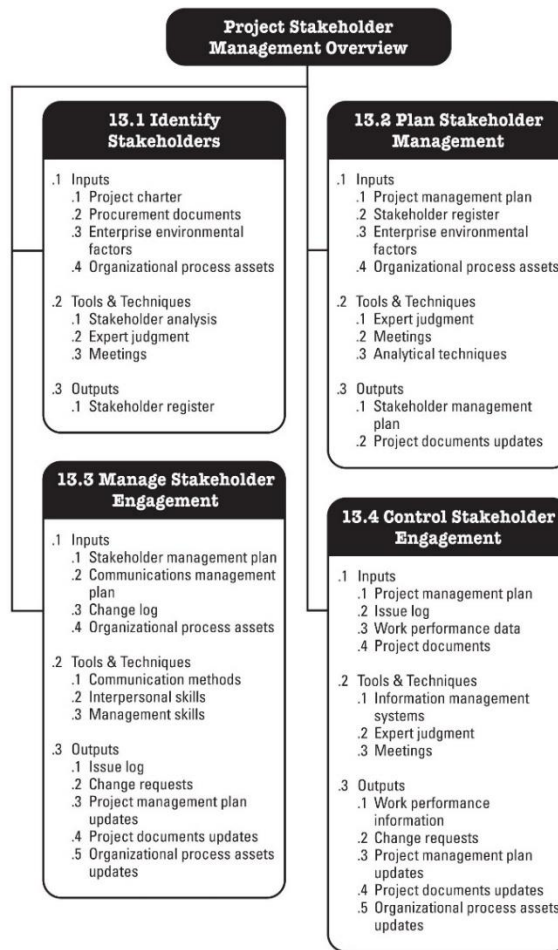 Project Stakeholder
Management Overview
13.1 Identify
Stakeholders
.1 Inputs
.1 Project charter
.2 Procurement documents
.3 Enterprise environmental
factors
.4 Organizational process assets
.2 Tools & Techniques
.1 Stakeholder analysis
.2 Expert judgment
.3 Meetings
.3 Outputs
.1 Stakeholder register
13.2 Plan Stakeholder
Management
.1 Inputs
.1 Project management plan
.2 Stakeholder register
.3 Enterprise environmental
factors
.4 Organizational process assets
.2 Tools & Techniques
.1 Expert judgment
.2 Meetings
.3 Analytical techniques
.3 Outputs
.1 Stakeholder management
plan
.2 Project documents updates
13.3 Manage Stakeholder
Engagement
.1 Inputs
.1 Stakeholder management plan
.2 Communications management
plan
.3 Change log
.4 Organizational process assets
.2 Tools & Techniques
.1 Communication methods
.2 Interpersonal skills
.3 Management skills
.3 Outputs
.1 Issue log
.2 Change requests
.3 Project management plan
updates
.4 Project documents updates
.5 Organizational process assets
updates
13.4 Control Stakeholder
Engagement
.1 Inputs
.1 Project management plan
.2 Issue log
.3 Work performance data
.4 Project documents
.2 Tools & Techniques
.1 Information management
systems
.2 Expert judgment
.3 Meetings
.3 Outputs
.1 Work performance
information
.2 Change requests
.3 Project management plan
updates
.4 Project documents updates
.5 Organizational process assets
updates